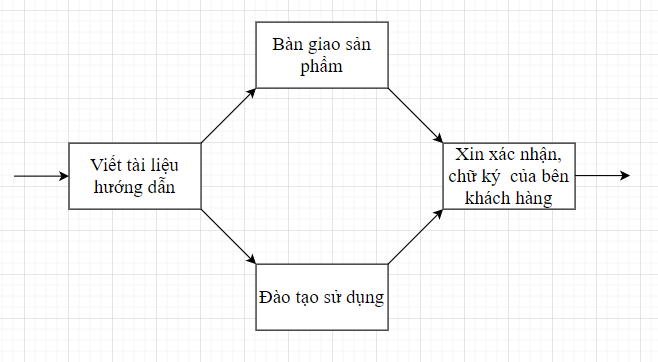 Bàn giao sản
phẩm
Viết tài liệu
hướng dẫn
Xin xác nhận,
chữ ký của bên
khách hàng
Đào tạo sử dụng